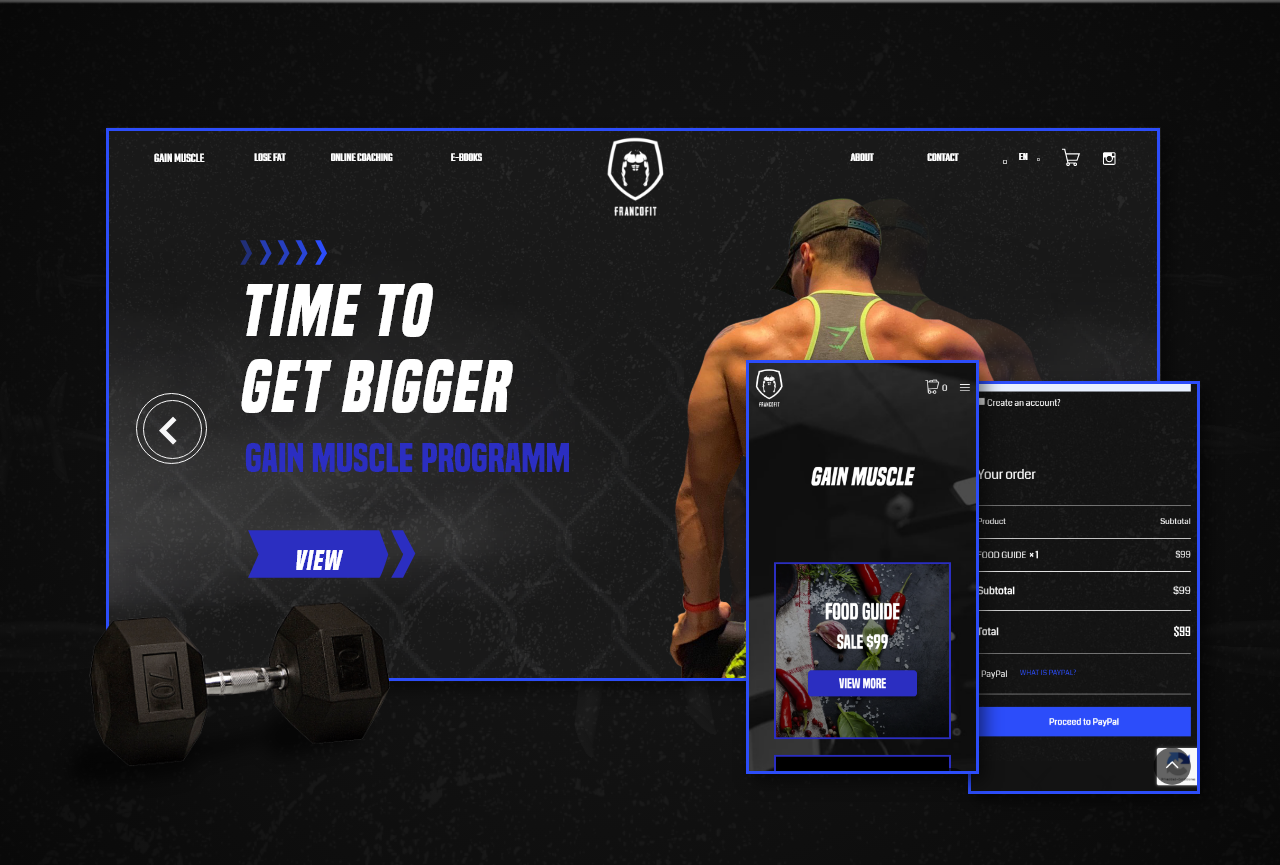 GAIN MUSCLE
LOSE FAT
ONLINE COACHING
E-BOOKS
FRANCOFIT
ABOUT
CONTACT
EN
TIME TO
GET BIGGER
GAIN MUSCLE PROGRAMM
VIEW
70
FRANCOFIT
0
GAIN MUSCLE
FOOD GUIDE
SALE $99
VIEW MORE
Create an account?
Your order
Product Subtotal
FOOD GUIDE × 1 $99
Subtotal $99
Total $99
PayPal WHAT IS PAYPAL?
Proceed to PayPal